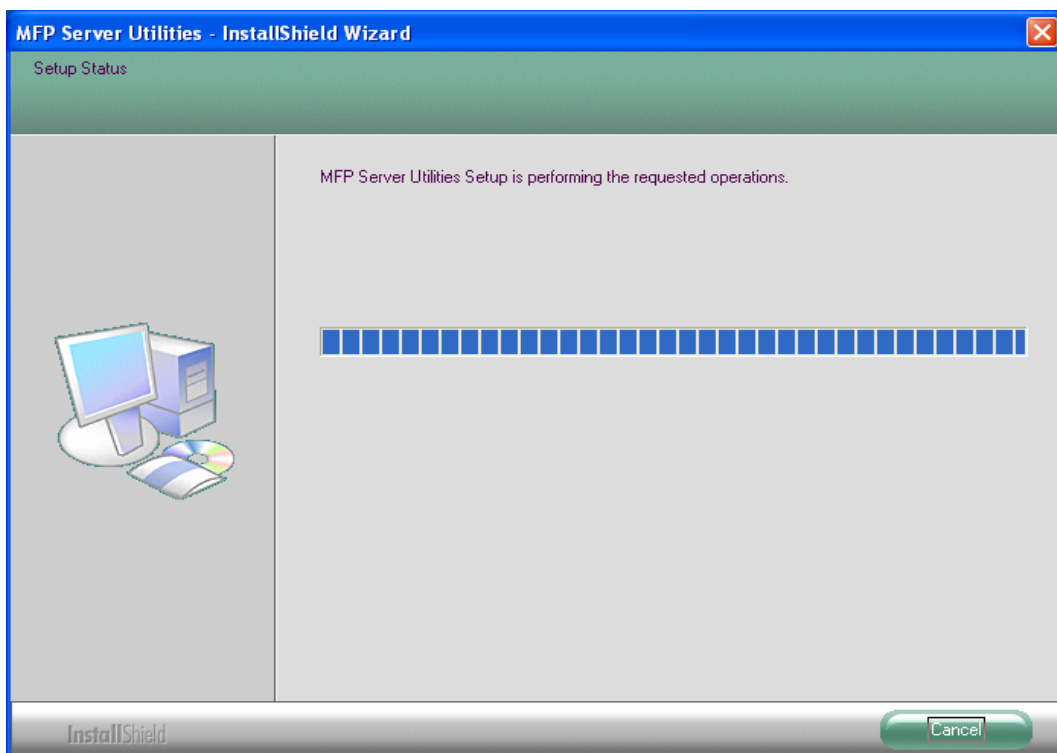 MFP Server Utilities - InstallShield Wizard
Setup Status
MFP Server Utilities Setup is performing the requested operations.
InstallShield
Cancel